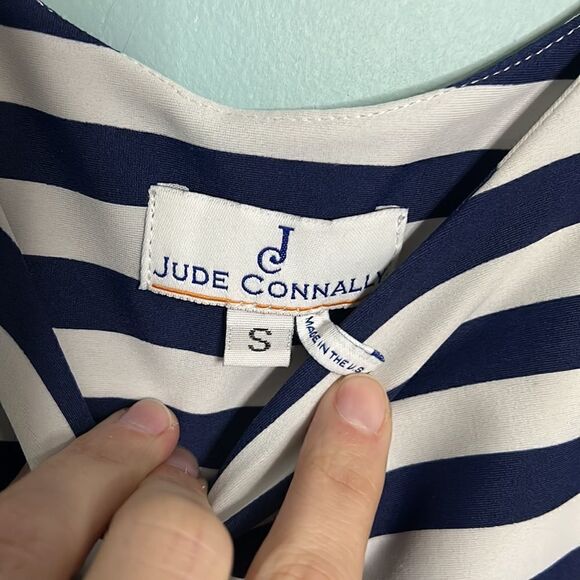 JC
JUDE CONNALLY
S
MADE IN THE U.S.